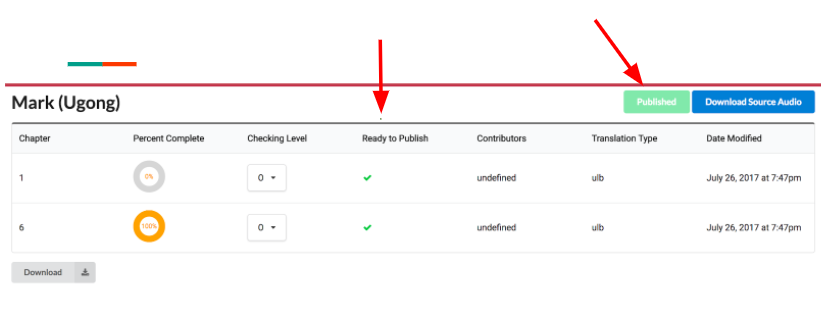 Mark (Ugong) Published Download Source Audio
Chapter Percent Complete Checking Level Ready to Publish Contributors Translation Type Date Modified
1 0% 0 undefined ulb July 26, 2017 at 7:47pm
6 100% 0 undefined ulb July 26, 2017 at 7:47pm
Download